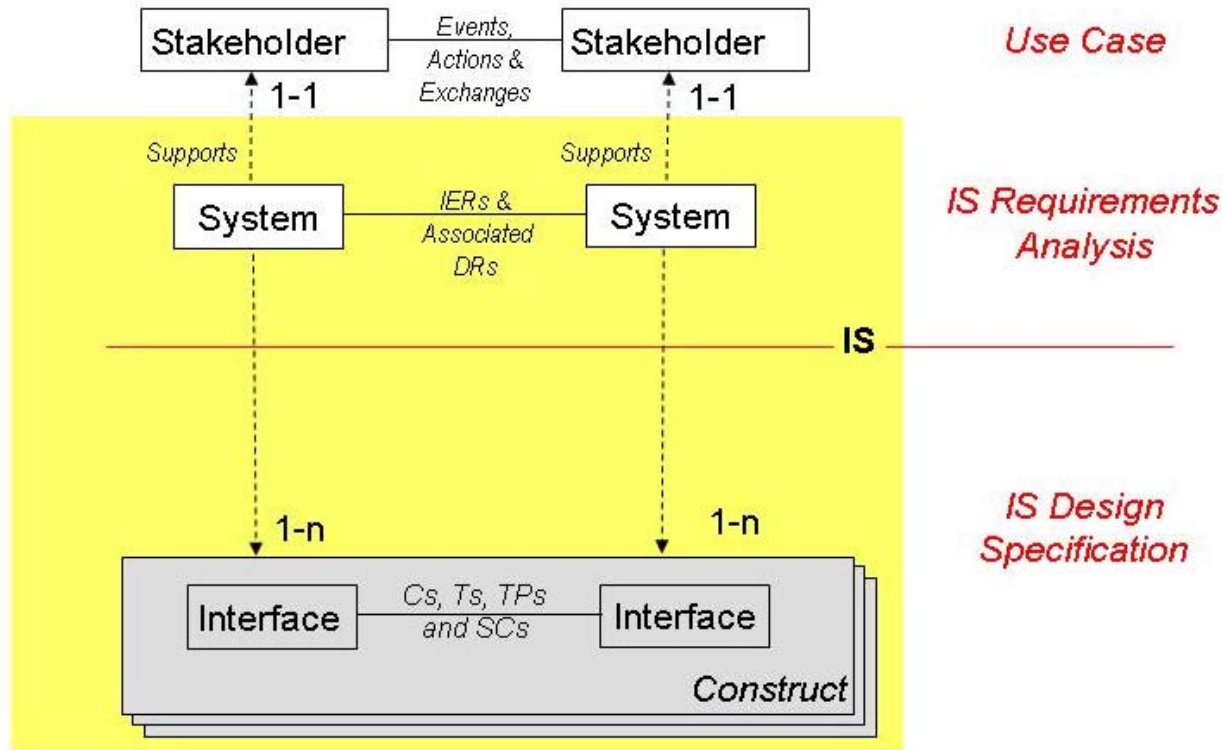 Stakeholder
Events,
Actions &
Exchanges
Stakeholder
Use Case
1-1
1-1
Supports
Supports
System
IERs &
Associated
DRs
System
IS Requirements
Analysis
IS
1-n
1-n
IS Design
Specification
Interface
Cs, Ts, TPs
and SCs
Interface
Construct